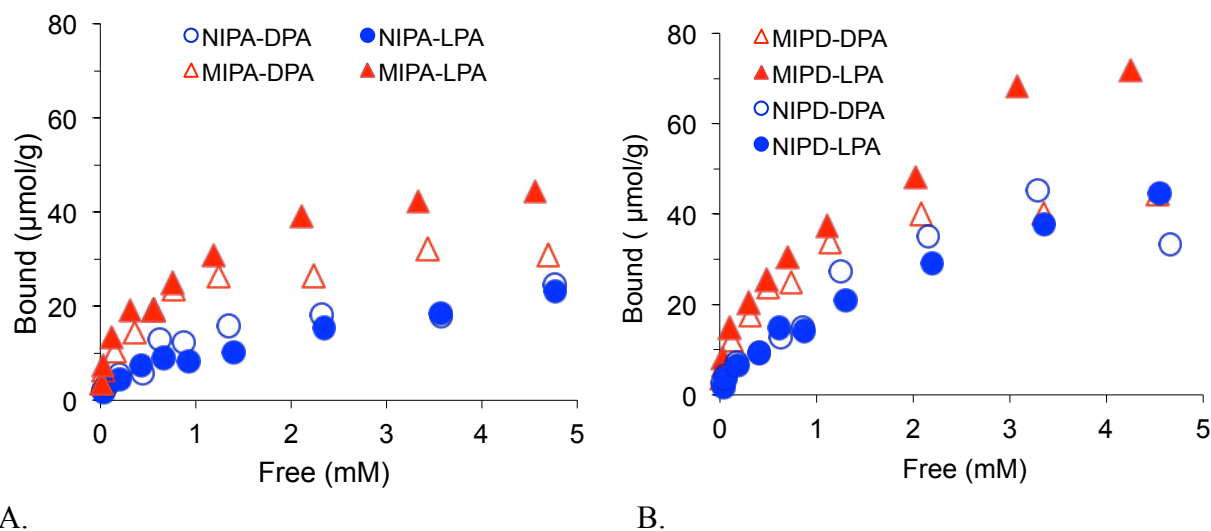 80
60
40
20
0
Bound (μmol/g)
NIPA-DPA NIPA-LPA
MIPA-DPA MIPA-LPA
0 1 2 3 4 5
Free (mM)
A.
80
60
40
20
0
Bound ( μmol/g)
MIPD-DPA
MIPD-LPA
NIPD-DPA
NIPD-LPA
0 1 2 3 4 5
Free (mM)
B.